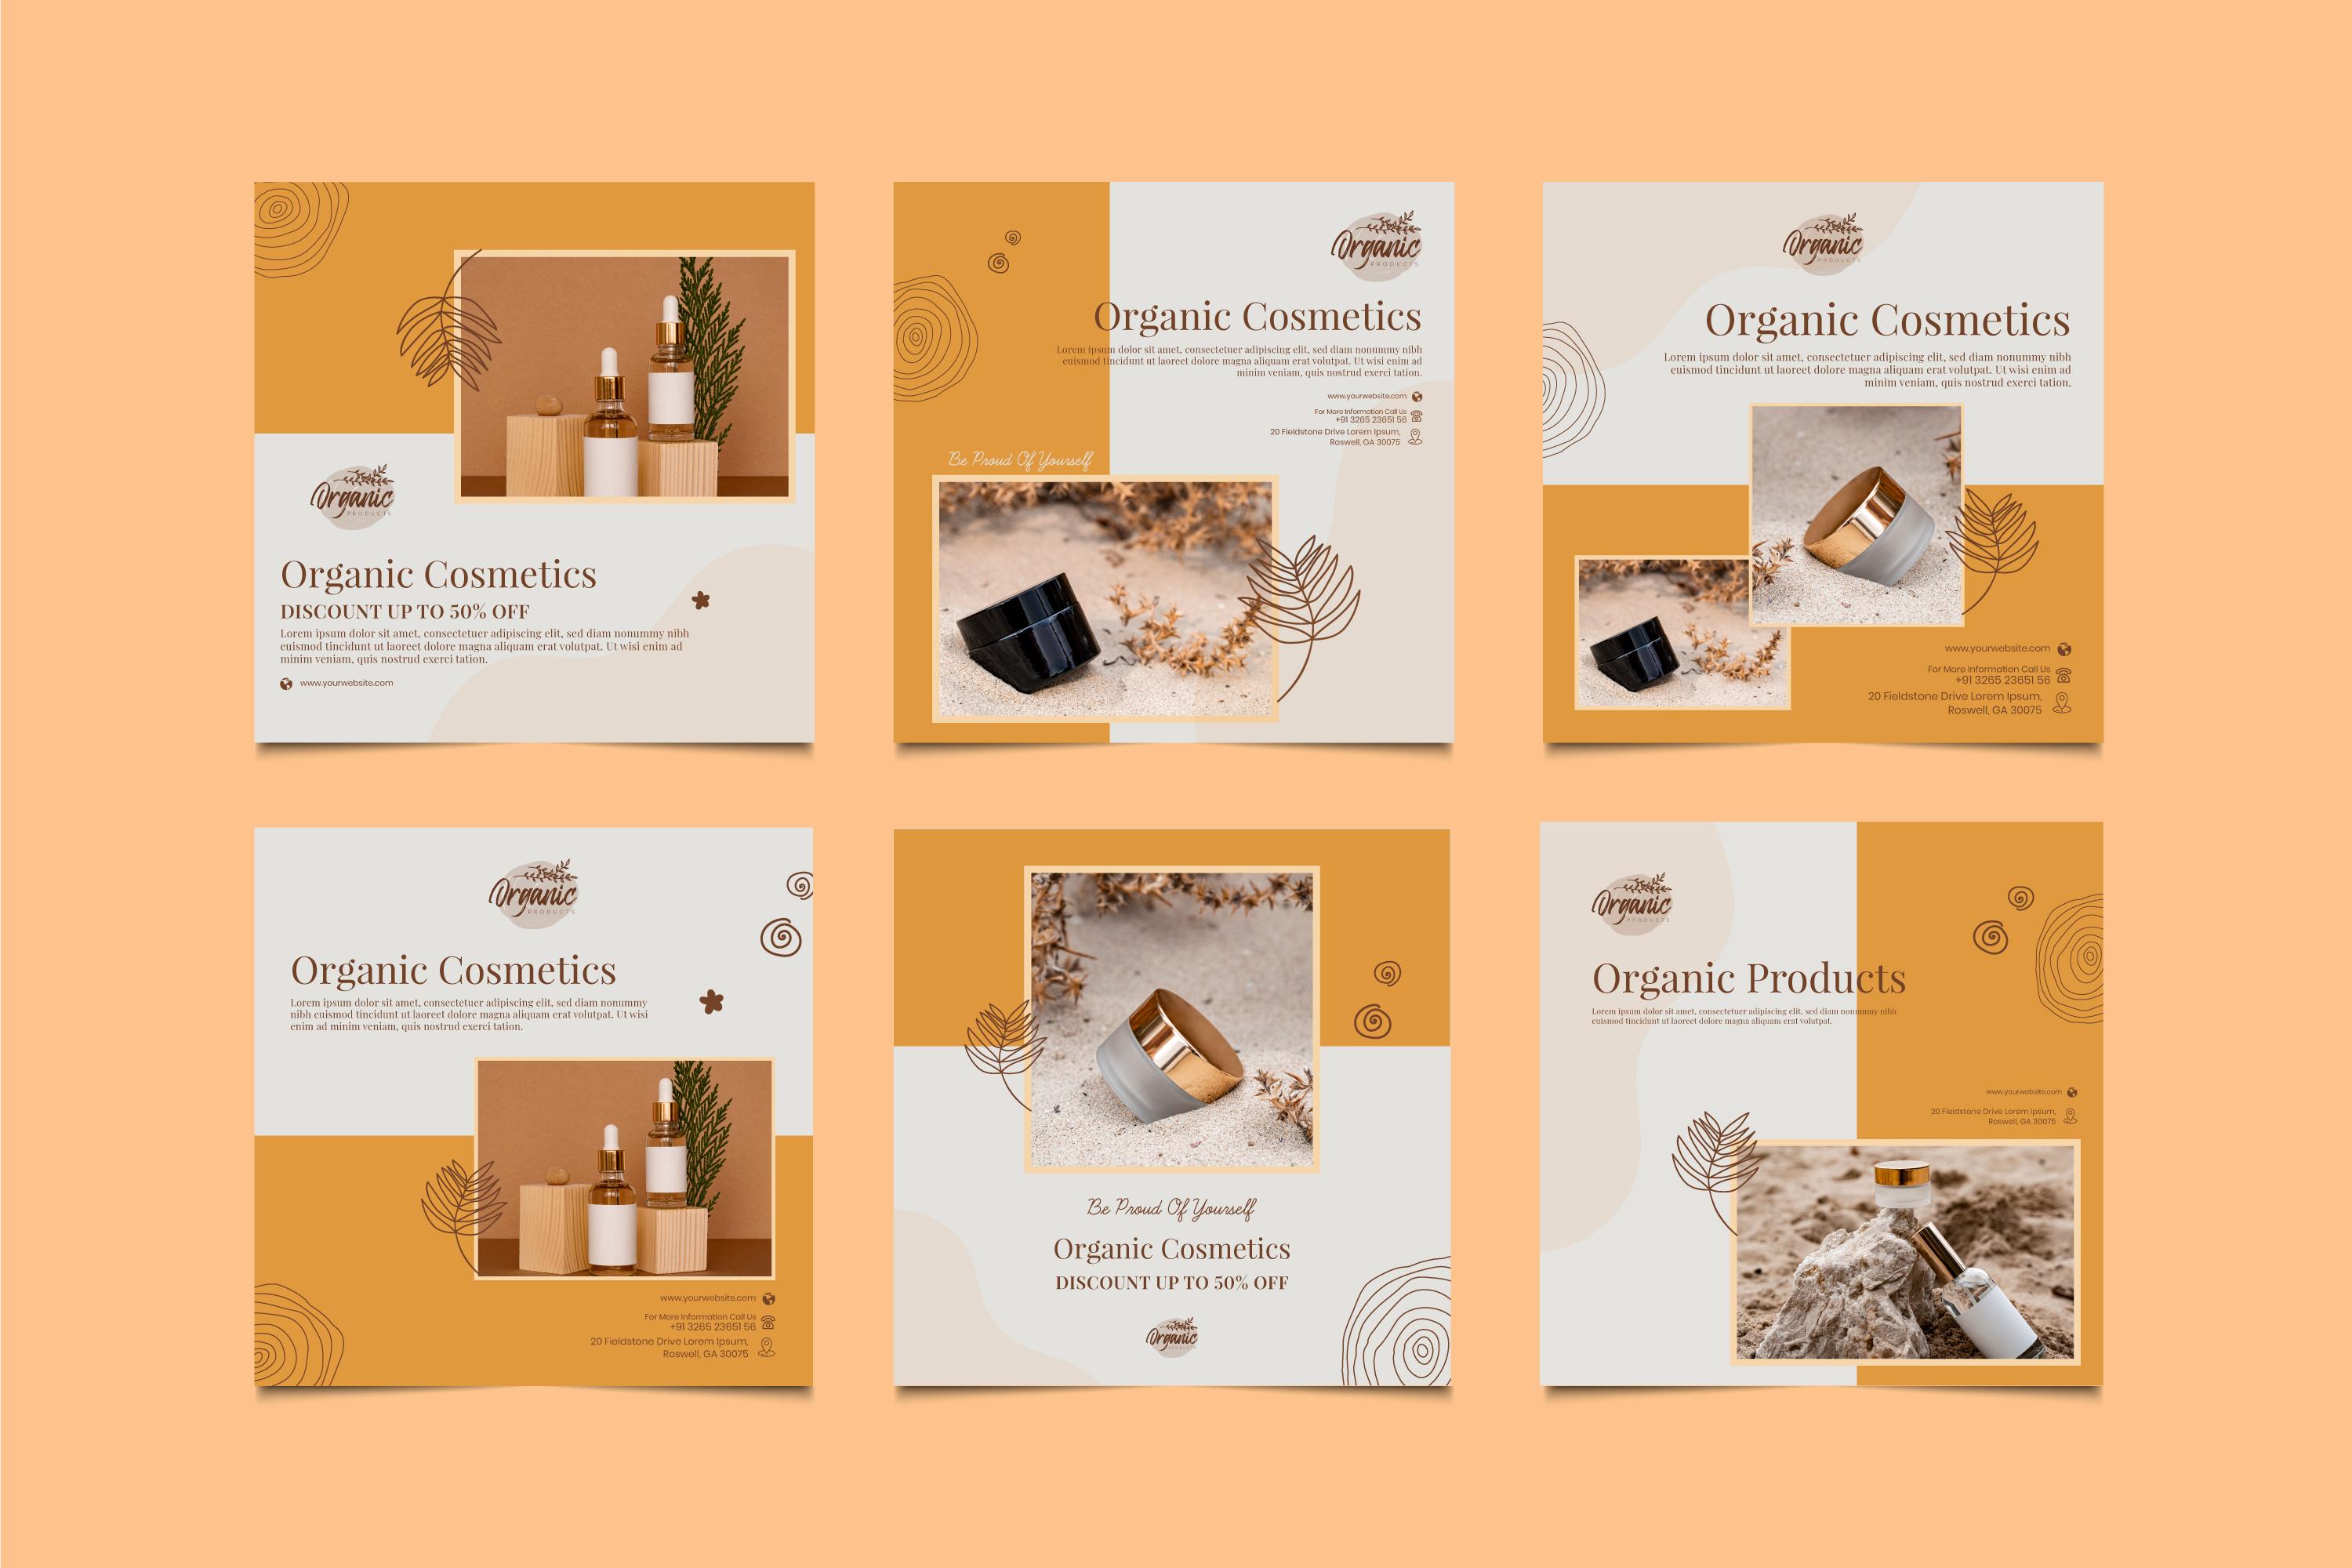 Organic
PRODUCTS
Organic Cosmetics
DISCOUNT UP TO 50% OFF
Lorem ipsum dolor sit amet, consectetuer adipiscing elit, sed diam nonummy nibh
euismod tincidunt ut laoreet dolore magna aliquam erat volutpat. Ut wisi enim ad
minim veniam, quis nostrud exerci tation.
www.yourwebsite.com
Organic
PRODUCTS
Organic Cosmetics
Lorem ipsum dolor sit amet, consectetuer adipiscing elit, sed diam nonummy nibh
euismod tincidunt ut laoreet dolore magna aliquam erat volutpat. Ut wisi enim ad
minim veniam, quis nostrud exerci tation.
www.yourwebsite.com
For More Information Call Us
+91 3265 23651 56
20 Fieldstone Drive Lorem Ipsum,
Roswell, GA 30075
Be Proud Of Yourself
Organic
PRODUCTS
Organic Cosmetics
Lorem ipsum dolor sit amet, consectetuer adipiscing elit, sed diam nonummy nibh
euismod tincidunt ut laoreet dolore magna aliquam erat volutpat. Ut wisi enim ad
minim veniam, quis nostrud exerci tation.
www.yourwebsite.com
For More Information Call Us
+91 3265 23651 56
20 Fieldstone Drive Lorem Ipsum,
Roswell, GA 30075
Organic
PRODUCTS
Organic Cosmetics
Lorem ipsum dolor sit amet, consectetuer adipiscing elit, sed diam nonummy
nibh euismod tincidunt ut laoreet dolore magna aliquam erat volutpat. Ut wisi
enim ad minim veniam, quis nostrud exerci tation.
www.yourwebsite.com
For More Information Call Us
+91 3265 23651 56
20 Fieldstone Drive Lorem Ipsum,
Roswell, GA 30075
Be Proud Of Yourself
Organic Cosmetics
DISCOUNT UP TO 50% OFF
Organic
PRODUCTS
Organic
PRODUCTS
Organic Products
Lorem ipsum dolor sit amet, consectetuer adipiscing elit, sed diam nonummy nibh
euismod tincidunt ut laoreet dolore magna aliquam erat volutpat.
www.yourwebsite.com
20 Fieldstone Drive Lorem Ipsum,
Roswell, GA 30075